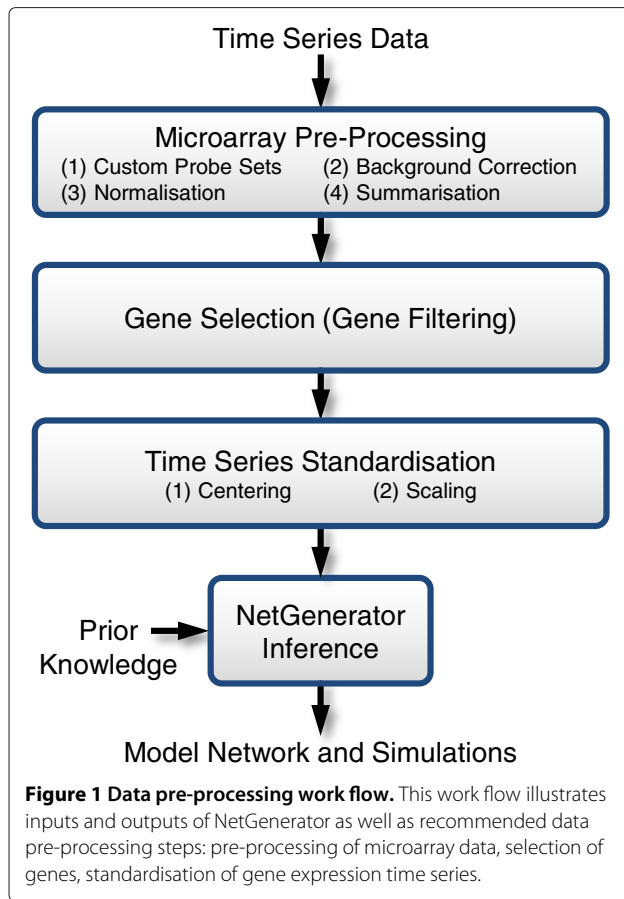 Time Series Data
Microarray Pre-Processing
(1) Custom Probe Sets (2) Background Correction
(3) Normalisation (4) Summarisation
Gene Selection (Gene Filtering)
Time Series Standardisation
(1) Centering (2) Scaling
Prior
Knowledge
NetGenerator
Inference
Model Network and Simulations
Figure 1 Data pre-processing work flow. This work flow illustrates
inputs and outputs of NetGenerator as well as recommended data
pre-processing steps: pre-processing of microarray data, selection of
genes, standardisation of gene expression time series.